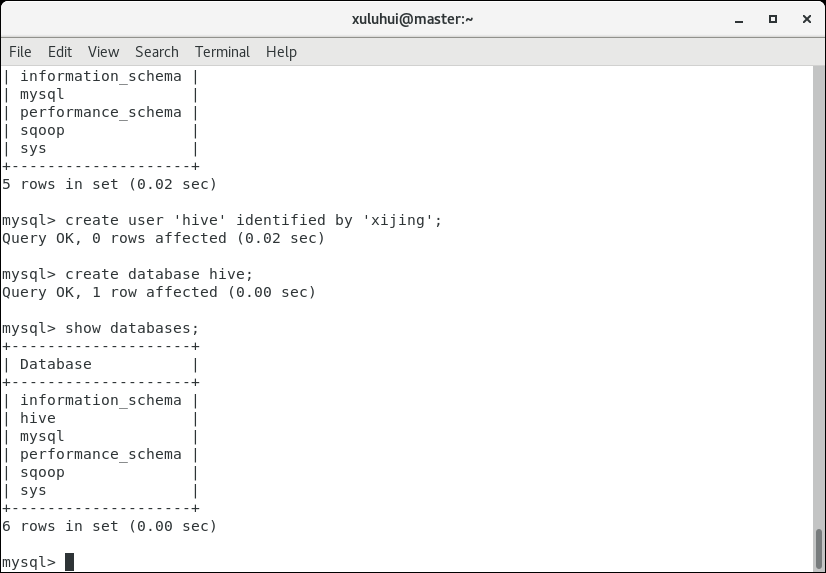 xuluhui@master:~
File Edit View Search Terminal Help
| information_schema |
| mysql              |
| performance_schema |
| sqoop              |
| sys                |
+--------------------+
5 rows in set (0.02 sec)
mysql> create user 'hive' identified by 'xijing';
Query OK, 0 rows affected (0.02 sec)
mysql> create database hive;
Query OK, 1 row affected (0.00 sec)
mysql> show databases;
+--------------------+
| Database           |
+--------------------+
| information_schema |
| hive               |
| mysql              |
| performance_schema |
| sqoop              |
| sys                |
+--------------------+
6 rows in set (0.00 sec)
mysql>